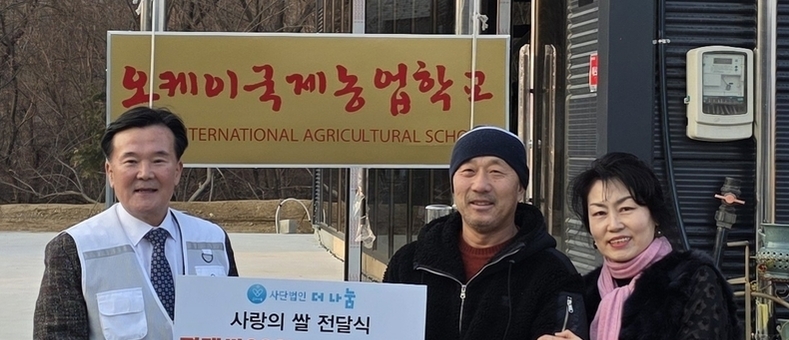 오케이국제농업학교
INTERNATIONAL AGRICULTURAL SCHO
사단법인 더나눔
사랑의 쌀 전달식